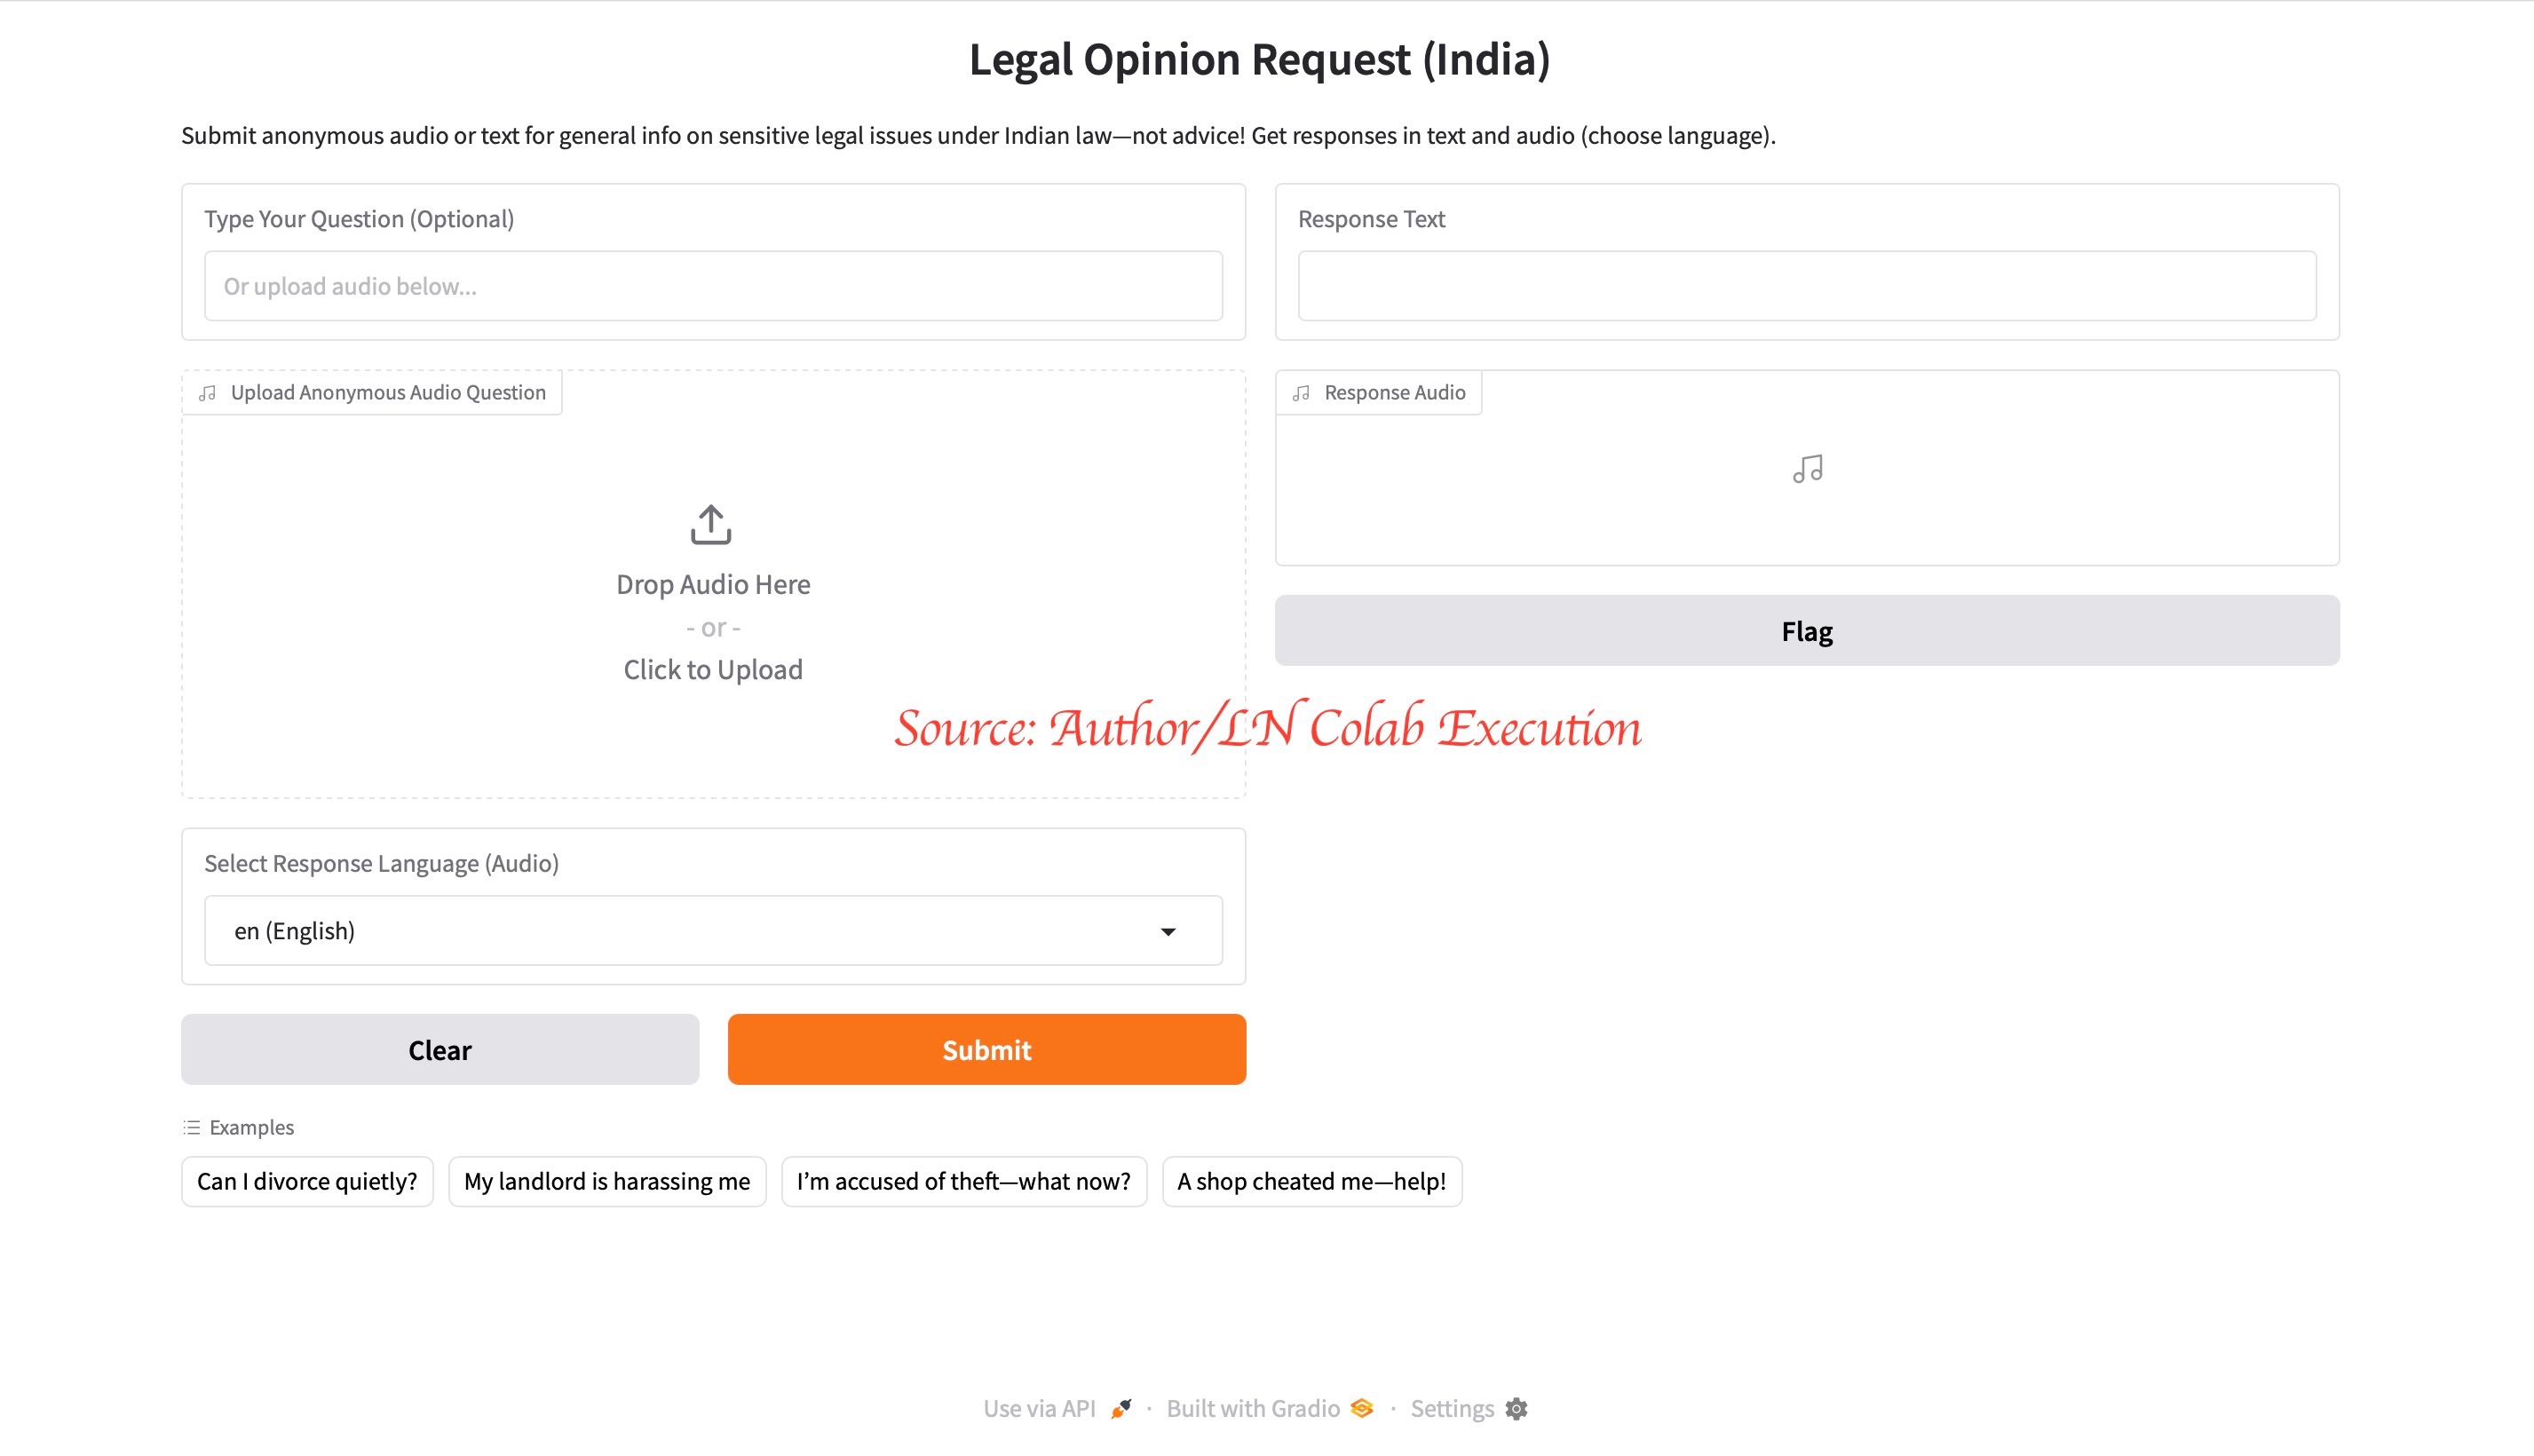 Legal Opinion Request (India)
Submit anonymous audio or text for general info on sensitive legal issues under Indian law—not advice! Get responses in text and audio (choose language).
Type Your Question (Optional)
Or upload audio below...
Upload Anonymous Audio Question
Drop Audio Here
- or -
Click to Upload
Select Response Language (Audio)
en (English)
Clear
Submit
Response Text
Response Audio
Flag
Source: Author/LN Colab Execution
Examples
Can I divorce quietly?
My landlord is harassing me
I’m accused of theft—what now?
A shop cheated me—help!
Use via API · Built with Gradio · Settings